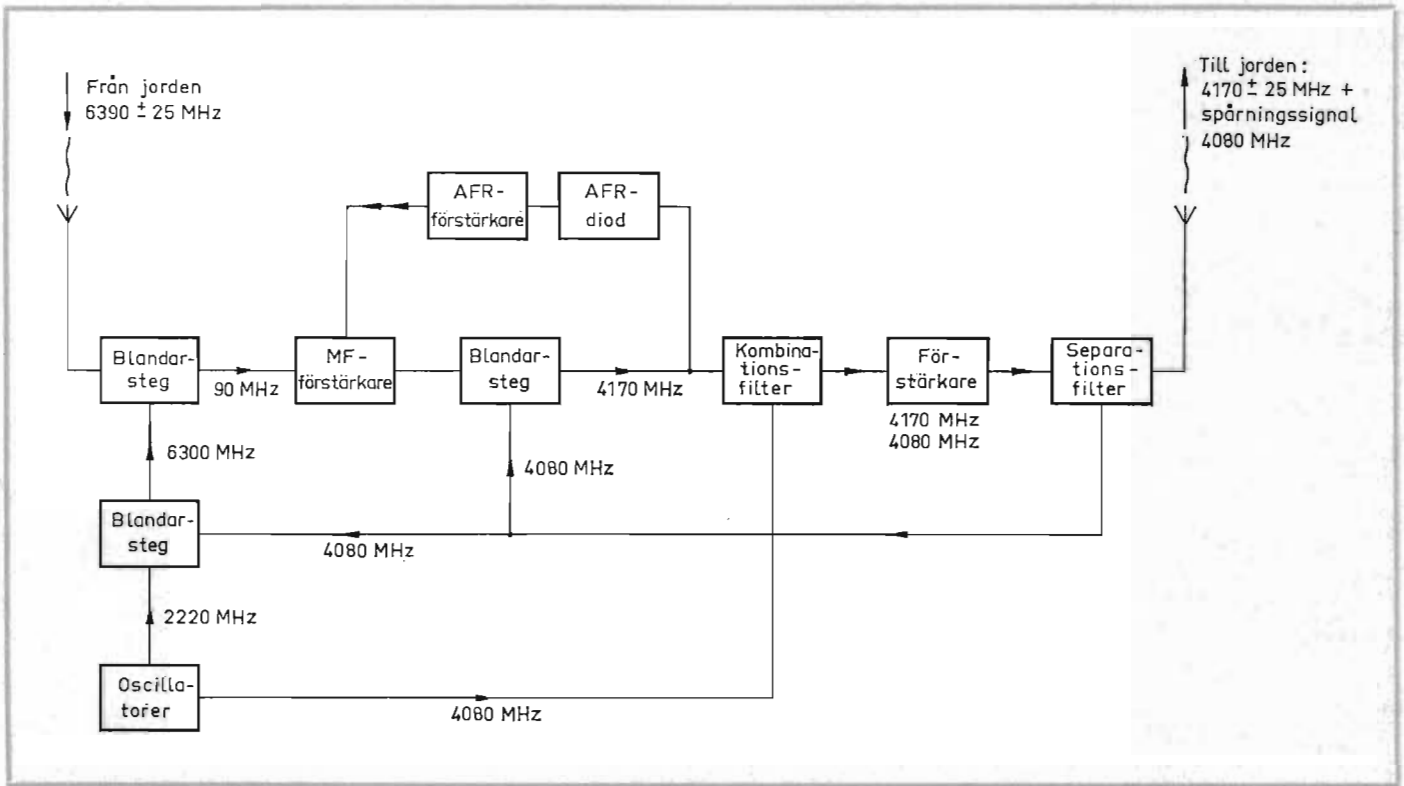 Från jorden
6390 ± 25 MHz
Till jorden:
4170 ± 25 MHz +
spårningssignal
4080 MHz
AFR-
förstärkare
AFR-
diod
Blandar-
steg
90 MHz
MF-
förstärkare
Blandar-
steg
4170 MHz
Kombina-
tions-
filter
För-
stärkare
4170 MHz
4080 MHz
Separa-
tions-
filter
6300 MHz
4080 MHz
Blandar-
steg
4080 MHz
2220 MHz
Oscilla-
torer
4080 MHz